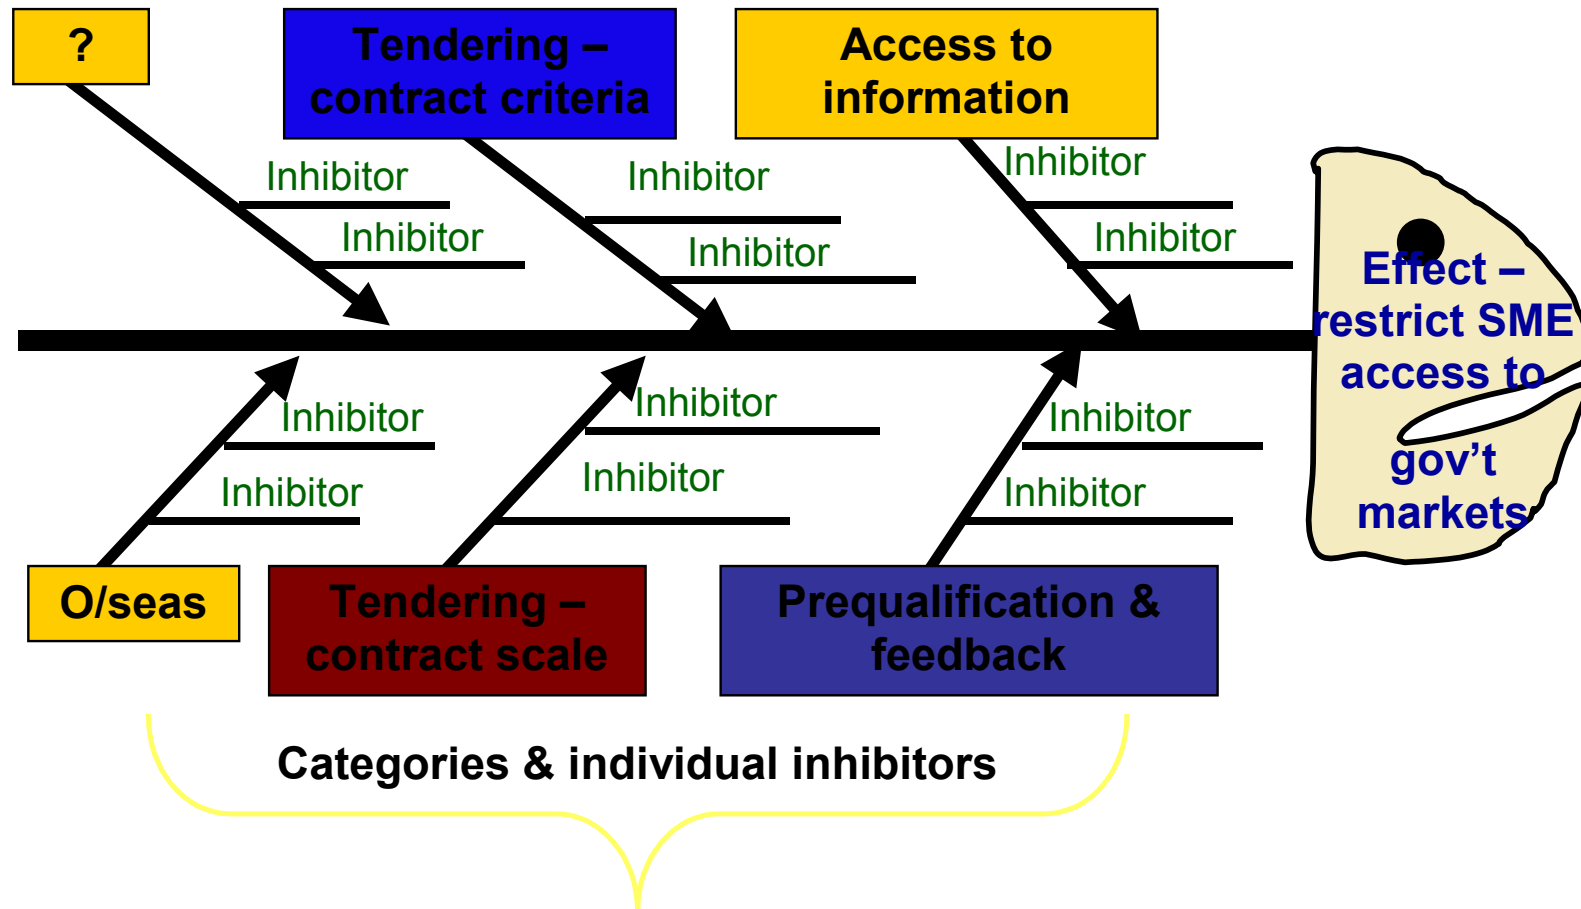 ?
Tendering –
contract criteria
Access to
information
Inhibitor
Inhibitor
Inhibitor
Inhibitor
Inhibitor
Inhibitor
Effect –
restrict SME
access to
gov’t
markets
Inhibitor
Inhibitor
Inhibitor
Inhibitor
Inhibitor
Inhibitor
O/seas
Tendering –
contract scale
Prequalification &
feedback
Categories & individual inhibitors